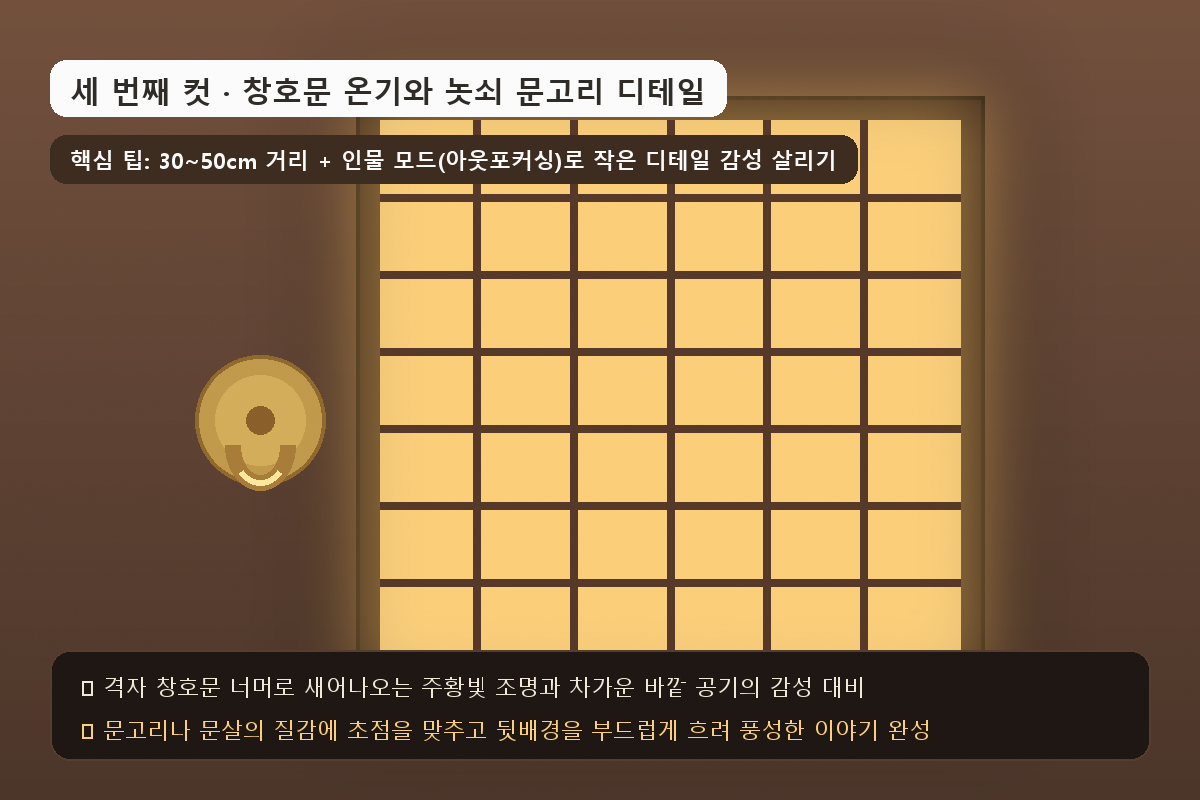 세 번째 컷 · 창호문 온기와 놋쇠 문고리 디테일
핵심 팁: 30~50cm 거리 + 인물 모드(아웃포커싱)로 작은 디테일 감성 살리기
▯ 격자 창호문 너머로 새어나오는 주황빛 조명과 차가운 바깥 공기의 감성 대비
▯ 문고리나 문살의 질감에 초점을 맞추고 뒷배경을 부드럽게 흐려 풍성한 이야기 완성